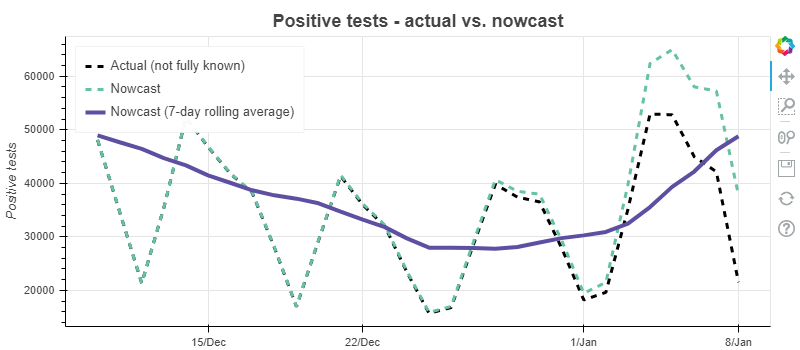 Positive tests - actual vs. nowcast
Actual (not fully known)
Nowcast
Nowcast (7-day rolling average)
Positive tests
60000
50000
40000
30000
20000
15/Dec
22/Dec
1/Jan
8/Jan